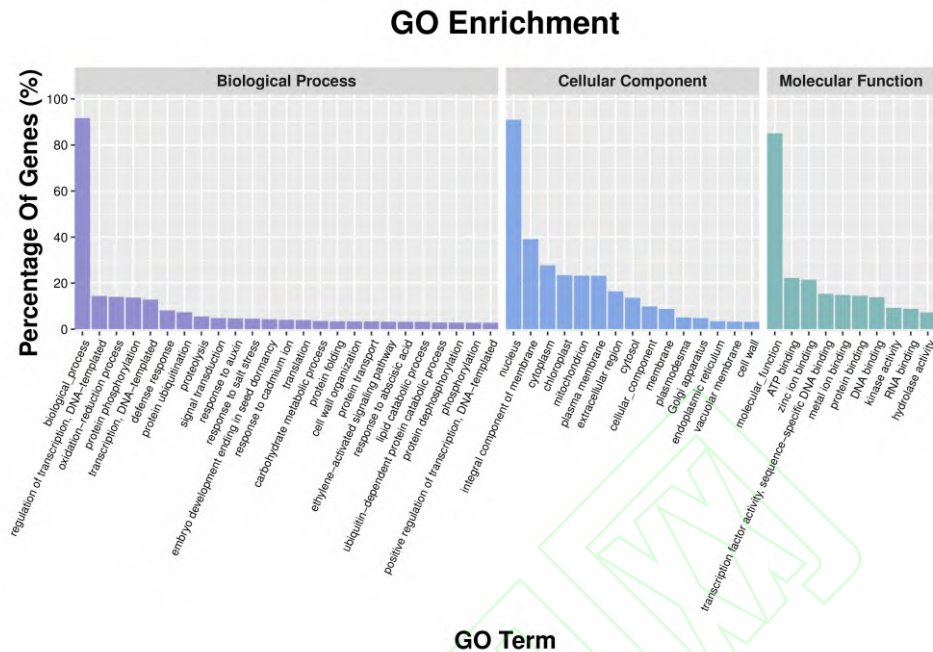 GO Enrichment
Biological Process
Cellular Component
Molecular Function
Percentage Of Genes (%)
100
80
60
40
20
0
biological_process
regulation of transcription, DNA−templated
oxidation−reduction process
protein phosphorylation
transcription, DNA−templated
defense response
protein ubiquitination
proteolysis
signal transduction
response to auxin
response to salt stress
embryo development ending in seed dormancy
response to cadmium ion
translation
carbohydrate metabolic process
protein folding
cell wall organization
protein transport
ethylene−activated signaling pathway
response to abscisic acid
lipid catabolic process
ubiquitin−dependent protein catabolic process
protein dephosphorylation
phosphorylation
positive regulation of transcription, DNA−templated
nucleus
integral component of membrane
cytoplasm
chloroplast
mitochondrion
plasma membrane
extracellular region
cytosol
cellular_component
membrane
plasmodesma
Golgi apparatus
endoplasmic reticulum
vacuolar membrane
cell wall
molecular_function
ATP binding
zinc ion binding
transcription factor activity, sequence−specific DNA binding
metal ion binding
protein binding
DNA binding
kinase activity
RNA binding
hydrolase activity
GO Term